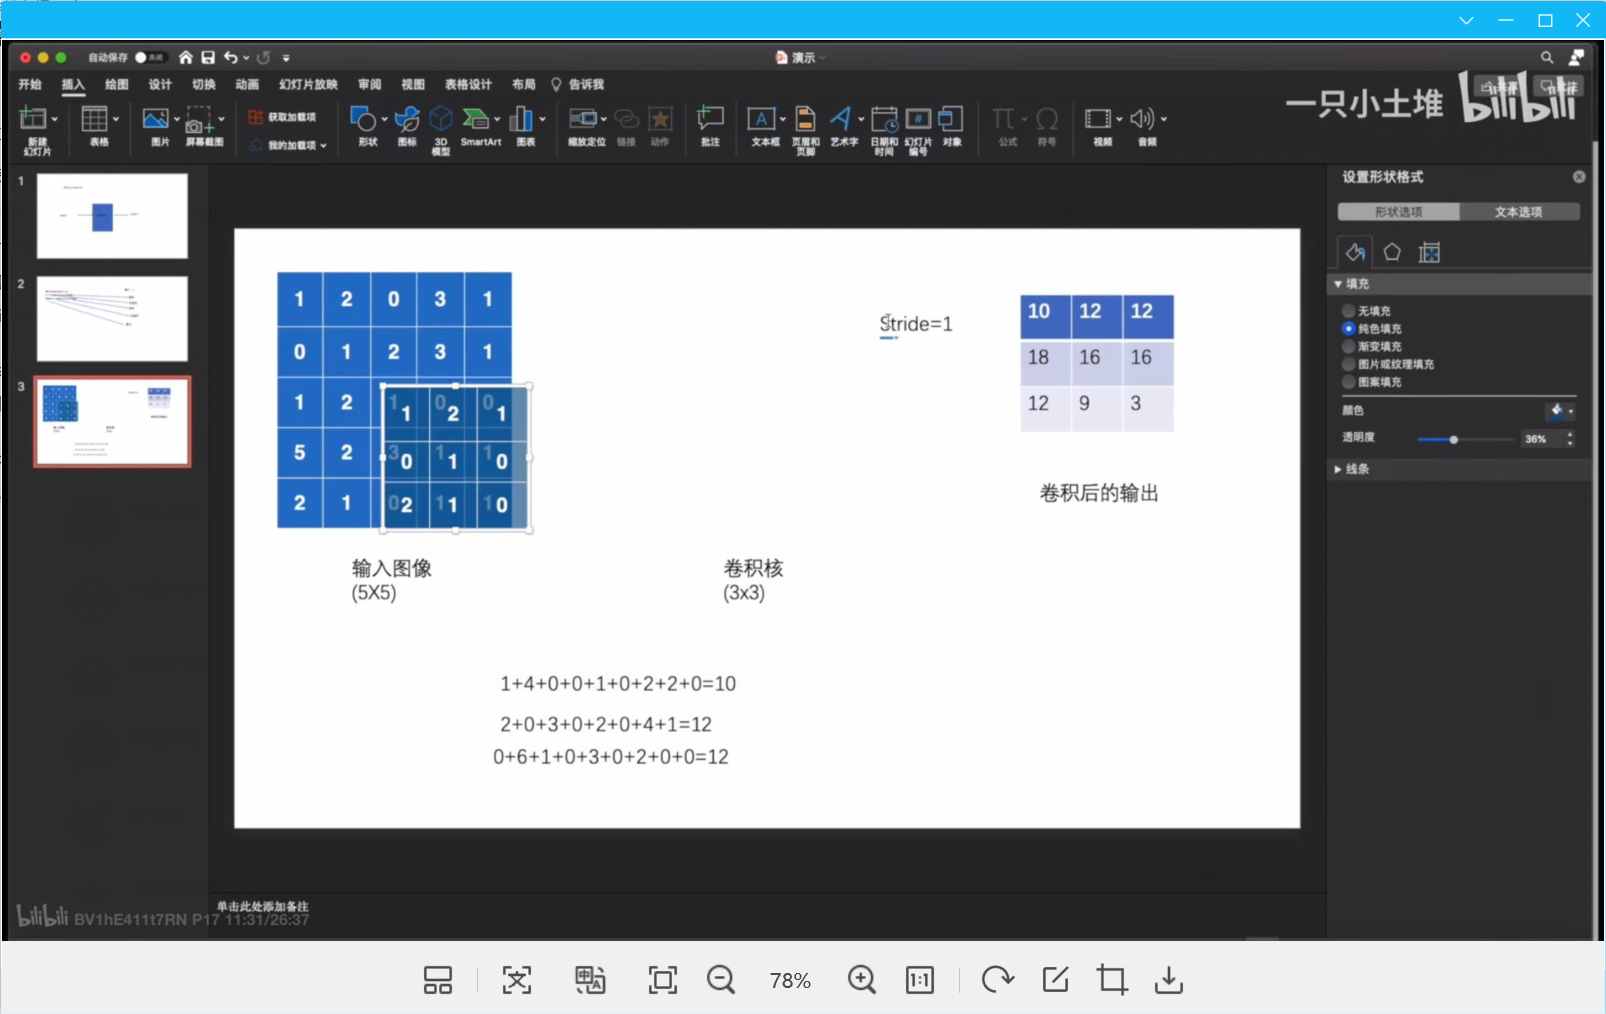 自动保存 关闭
演示
开始 插入 绘图 设计 切换 动画 幻灯片放映 审阅 视图 表格设计 布局 告诉我
一只小土堆 bilibili
新建
幻灯片
表格
图片
屏幕截图
获取加载项
我的加载项
形状
图标
3D
模型
SmartArt
图表
缩放定位
链接
动作
批注
文本框
页眉和
页脚
艺术字
日期和
时间
幻灯片
编号
对象
公式
符号
视频
音频
1
2
3
1 2 0 3 1
0 1 2 3 1
1 2 1 1 0 2 0 1
5 2 3 0 1 1 1 0
2 1 0 2 1 1 1 0
输入图像
(5X5)
卷积核
(3x3)
Stride=1
10 12 12
18 16 16
12 9 3
卷积后的输出
1+4+0+0+1+0+2+2+0=10
2+0+3+0+2+0+4+1=12
0+6+1+0+3+0+2+0+0=12
设置形状格式
形状选项 文本选项
填充
无填充
纯色填充
渐变填充
图片或纹理填充
图案填充
颜色
透明度 36%
线条
单击此处添加备注
bilibili BV1hE411t7RN P17 11:31/26:37
78%
1:1